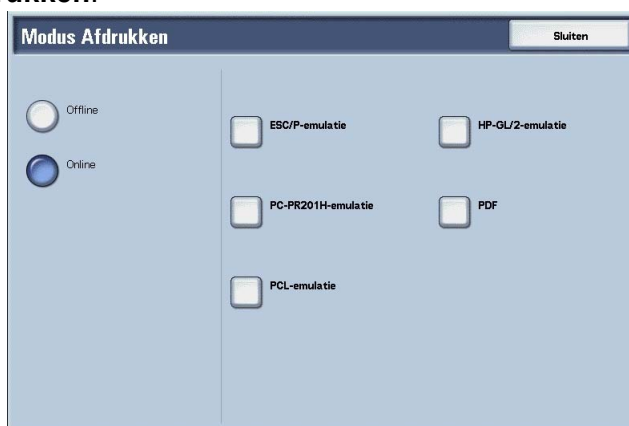 Modus Afdrukken
Sluiten
Offline
Online
ESC/P-emulatie
HP-GL/2-emulatie
PC-PR201H-emulatie
PDF
PCL-emulatie